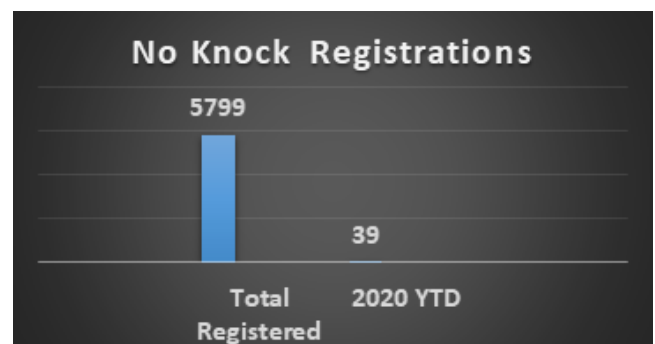 No Knock Registrations
5799
39
Total 2020 YTD
Registered